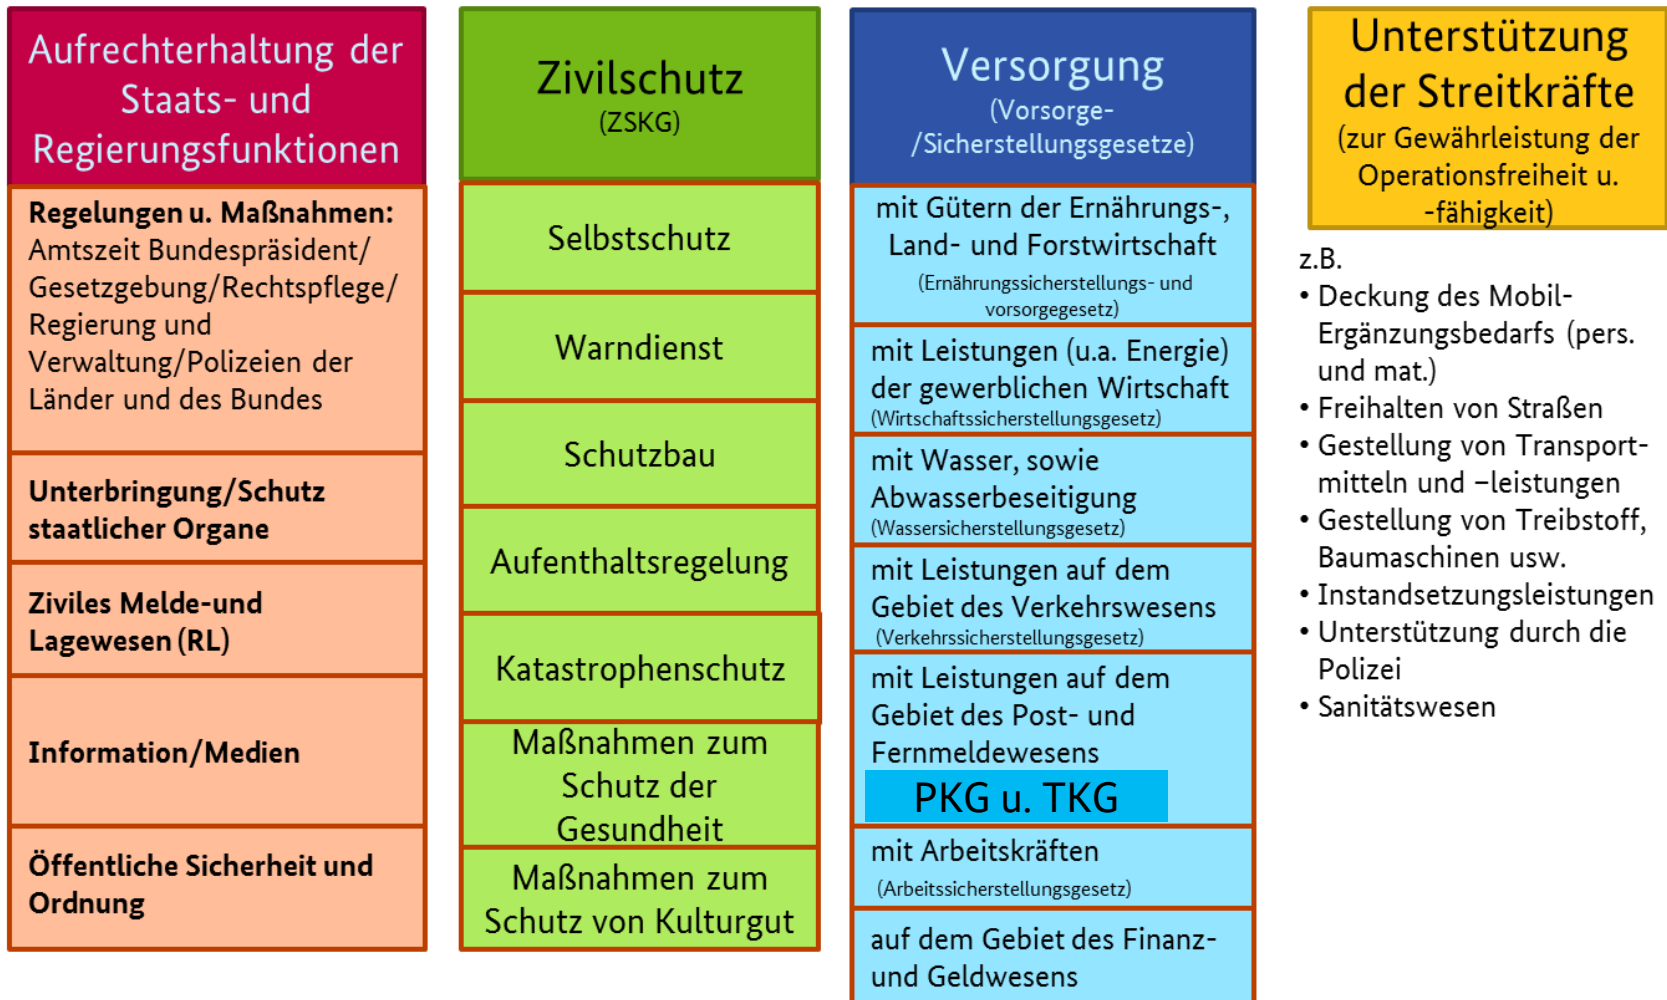 Aufrechterhaltung der
Staats- und
Regierungsfunktionen
Regelungen u. Maßnahmen:
Amtszeit Bundespräsident/
Gesetzgebung/Rechtspflege/
Regierung und
Verwaltung/Polizeien der
Länder und des Bundes
Unterbringung/Schutz
staatlicher Organe
Ziviles Melde-und
Lagewesen (RL)
Information/Medien
Öffentliche Sicherheit und
Ordnung
Zivilschutz
(ZSKG)
Selbstschutz
Warndienst
Schutzbau
Aufenthaltsregelung
Katastrophenschutz
Maßnahmen zum
Schutz der
Gesundheit
Maßnahmen zum
Schutz von Kulturgut
Versorgung
(Vorsorge-
/Sicherstellungsgesetze)
mit Gütern der Ernährungs-,
Land- und Forstwirtschaft
(Ernährungssicherstellungs- und
vorsorgegesetz)
mit Leistungen (u.a. Energie)
der gewerblichen Wirtschaft
(Wirtschaftssicherstellungsgesetz)
mit Wasser, sowie
Abwasserbeseitigung
(Wassersicherstellungsgesetz)
mit Leistungen auf dem
Gebiet des Verkehrswesens
(Verkehrssicherstellungsgesetz)
mit Leistungen auf dem
Gebiet des Post- und
Fernmeldewesens
PKG u. TKG
mit Arbeitskräften
(Arbeitssicherstellungsgesetz)
auf dem Gebiet des Finanz-
und Geldwesens
Unterstützung
der Streitkräfte
(zur Gewährleistung der
Operationsfreiheit u.
-fähigkeit)
z.B.
• Deckung des Mobil-
Ergänzungsbedarfs (pers.
und mat.)
• Freihalten von Straßen
• Gestellung von Transport-
mitteln und –leistungen
• Gestellung von Treibstoff,
Baumaschinen usw.
• Instandsetzungsleistungen
• Unterstützung durch die
Polizei
• Sanitätswesen